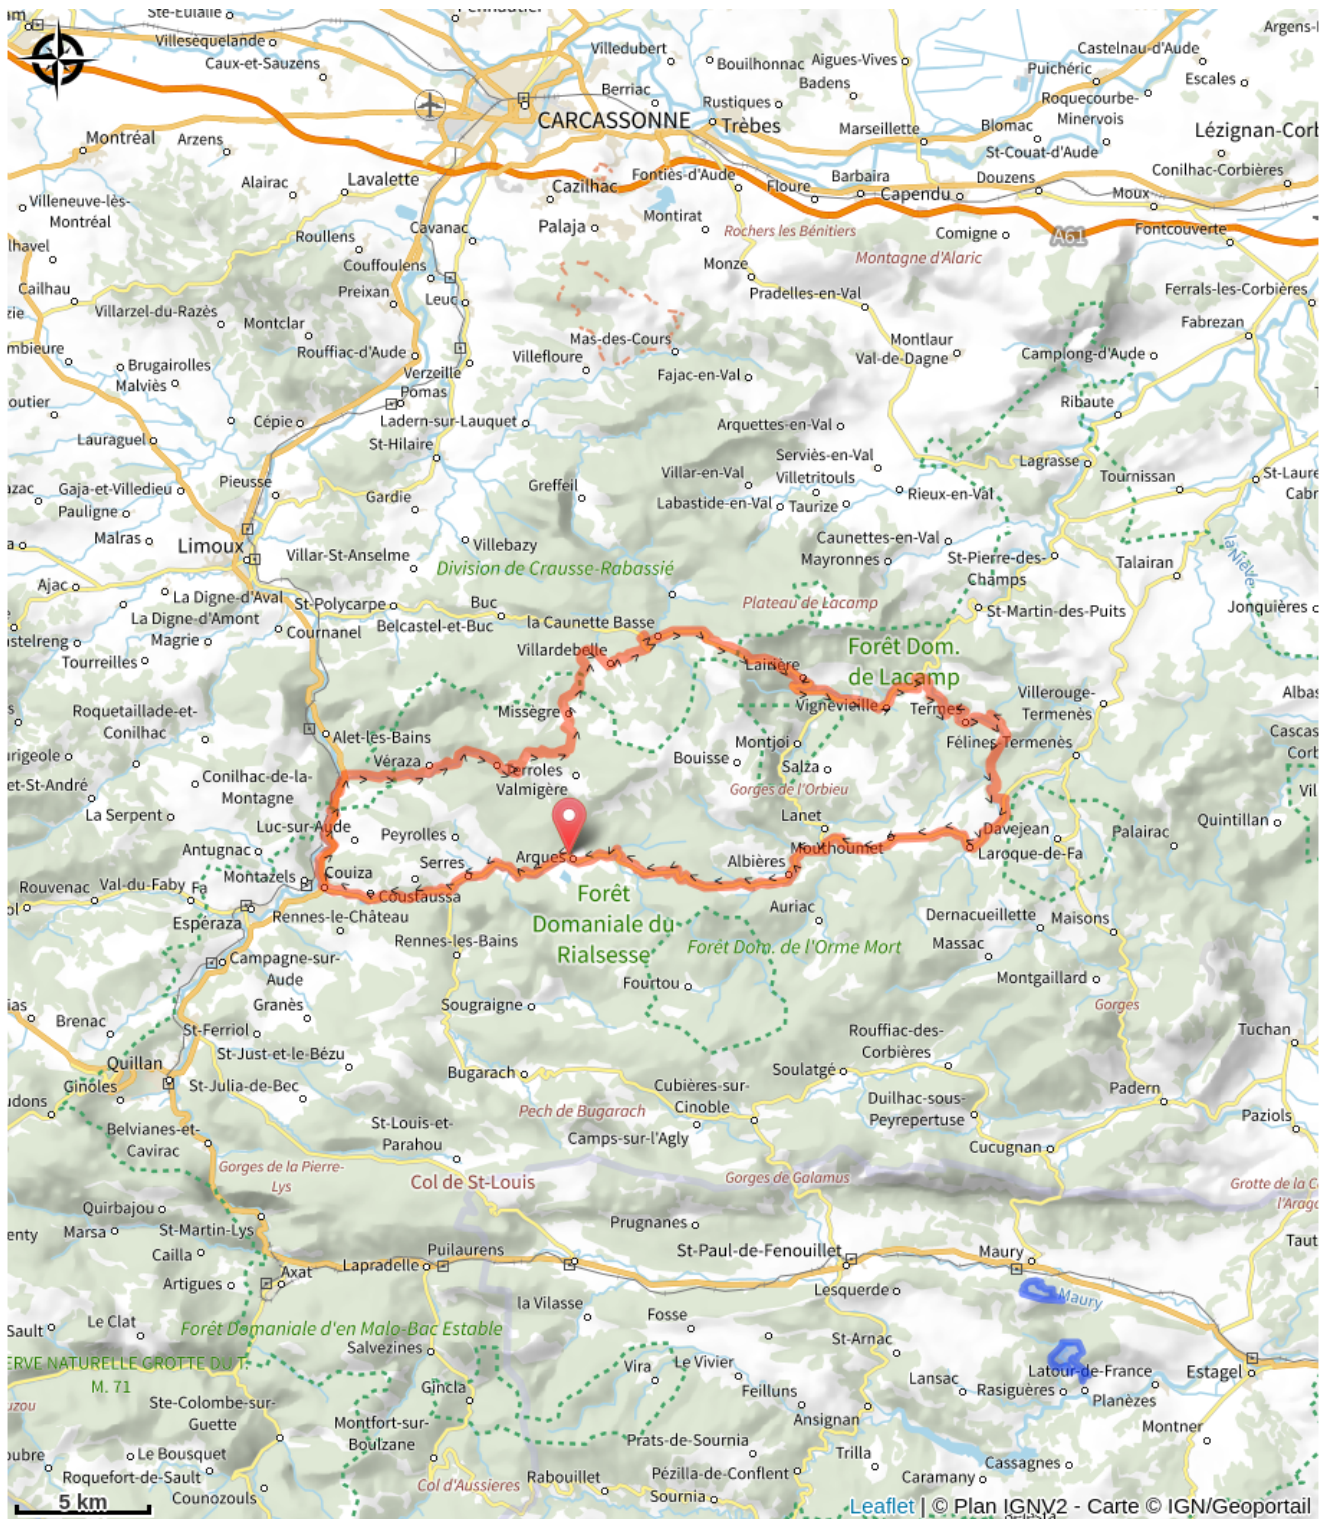 Ste-Eulalie
Pennautier
Villesèquelande
Caux-et-Sauzens
Villedubert
Bouilhonnac
Aigues-Vives
Castelnau-d'Aude
Puichéric
Escales
Badens
Berriac
Rustiques
Roquecourbe-
Minervois
CARCASSONNE
Trèbes
Marseillette
Blomac
Montréal
Arzens
St-Couat-d'Aude
Conilhac-Corbières
Alairac
Lavalette
Cazilhac
Fontiès-d'Aude
Floure
Barbaira
Capendu
Douzens
Moux
Villeneuve-lès-
Montréal
Roullens
Cavanac
Palaja
Montirat
Rochers les Bénitiers
Comigne
A61
Fontcouverte
Couffoulens
Montagne d'Alaric
Monze
Cailhau
Preixan
Leuc
Pradelles-en-Val
Ferrals-les-Corbières
Villarzel-du-Razès
Montclar
Fabrezan
Rouffiac-d'Aude
Mas-des-Cours
Villefloure
Montlaur
Val-de-Dagne
Camplong-d'Aude
Brugairolles
Malviès
Verzeille
Pomas
Fajac-en-Val
Ribaute
Cépie
Ladern-sur-Lauquet
Arquettes-en-Val
Lauraguel
St-Hilaire
Serviès-en-Val
Lagrasse
Villar-en-Val
Villetritouls
Tournissan
Pieusse
Gaja-et-Villedieu
Greffeil
Gardie
Rieux-en-Val
Pauligne
Labastide-en-Val
Taurize
Malras
Limoux
Villebazy
Caunettes-en-Val
Villar-St-Anselme
Mayronnes
St-Pierre-des-
Champs
Talairan
la Nielve
Division de Crausse-Rabassié
Ajac
La Digne-d'Aval
St-Polycarpe
Buc
Plateau de Lacamp
St-Martin-des-Puits
Jonquières
La Digne-d'Amont
Belcastel-et-Buc
la Caunette Basse
Magrie
Cournanel
Villardebelle
Tourreilles
Lairière
Forêt Dom.
de Lacamp
Villerouge-
Termenès
Roquetaillade-et-
Conilhac
Missègre
Vignevieille
Termes
Alet-les-Bains
Montjoi
Félines-Termenès
Véraza
Bouisse
Terroles
Salza
Valmigère
Conilhac-de-la-
Montagne
Gorges de l'Orbieu
La Serpent
Luc-sur-Aude
Lanet
Peyrolles
Davejean
Palairac
Quintillan
Antugnac
Mouthoumet
Laroque-de-Fa
Arques
Albières
Serres
Rouvenac
Val-du-Faby
Fa
Montazels
Couiza
Coustaussa
Forêt
Domaniale du
Rialsesse
Auriac
Dernacueillette
Maisons
Espéraza
Rennes-le-Château
Rennes-les-Bains
Forêt Dom. de l'Orme Mort
Massac
Campagne-sur-
Aude
Montgaillard
Fourtou
Granès
Sougraigne
Gorges
Brenac
St-Ferriol
Rouffiac-des-
Corbières
Tuchan
Quillan
St-Just-et-le-Bézu
Bugarach
Soulatgé
Ginoles
St-Julia-de-Bec
Cubières-sur-
Cinoble
Padern
Duilhac-sous-
Peyrepertuse
Pech de Bugarach
Paziols
Belvianes-et-
Cavirac
St-Louis-et-
Parahou
Camps-sur-l'Agly
Cucugnan
Gorges de la Pierre-
Lys
Col de St-Louis
Gorges de Galamus
Quirbajou
Prugnanes
Marsa
St-Martin-Lys
Cailla
Puilaurens
St-Paul-de-Fenouillet
Maury
Artigues
Axat
Lapradelle
Lesquerde
Maury
la Vilasse
Le Clat
Fosse
Forêt Domaniale d'en Malo-Bac Estable
Salvezines
St-Arnac
M. 71
Vira
Le Vivier
Latour-de-France
Estagel
Gincla
Feilluns
Lansac
Rasiguères
Planèzes
Ste-Colombe-sur-
Guette
Montfort-sur-
Boulzane
Ansignan
Montner
Prats-de-Sournia
Le Bousquet
Trilla
Roquefort-de-Sault
Col d'Aussieres
Rabouillet
Pézilla-de-Conflent
Cassagnes
Caramany
Counozouls
Sournia
5 km
Leaflet | © Plan IGNV2 - Carte © IGN/Geoportail